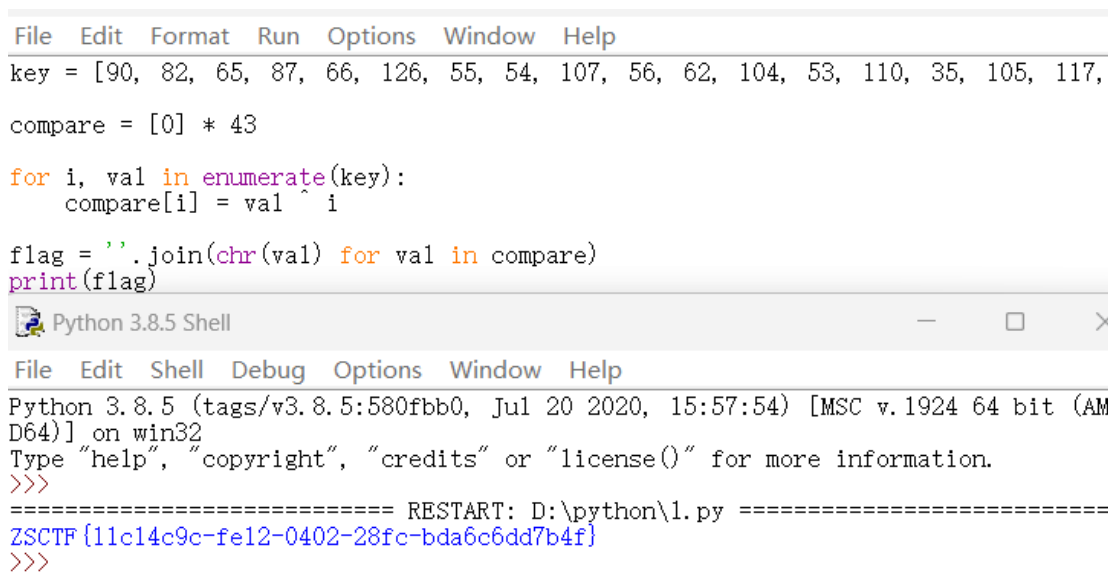 File Edit Format Run Options Window Help
key = [90, 82, 65, 87, 66, 126, 55, 54, 107, 56, 62, 104, 53, 110, 35, 105, 117,
compare = [0] * 43
for i, val in enumerate(key):
    compare[i] = val ^ i
flag = ''.join(chr(val) for val in compare)
print(flag)
Python 3.8.5 Shell
File Edit Shell Debug Options Window Help
Python 3.8.5 (tags/v3.8.5:580fbb0, Jul 20 2020, 15:57:54) [MSC v.1924 64 bit (AM
D64)] on win32
Type "help", "copyright", "credits" or "license()" for more information.
>>>
============================ RESTART: D:\python\1.py ===========================
ZSCTF{11c14c9c-fe12-0402-28fc-bda6c6dd7b4f}
>>>